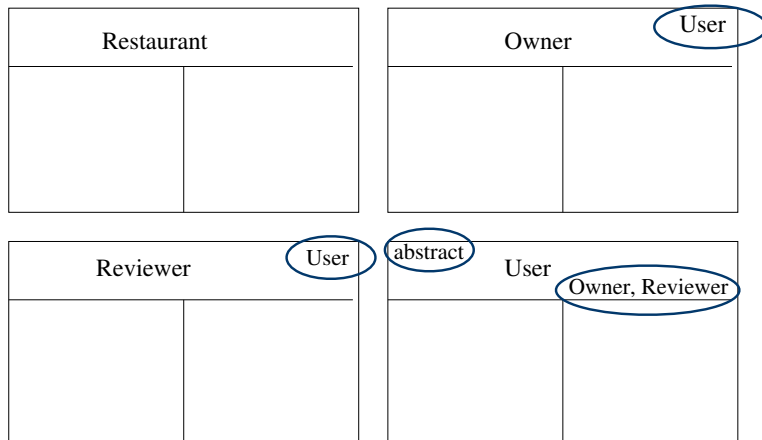 Restaurant
Owner
User
Reviewer
User
abstract
User
Owner, Reviewer